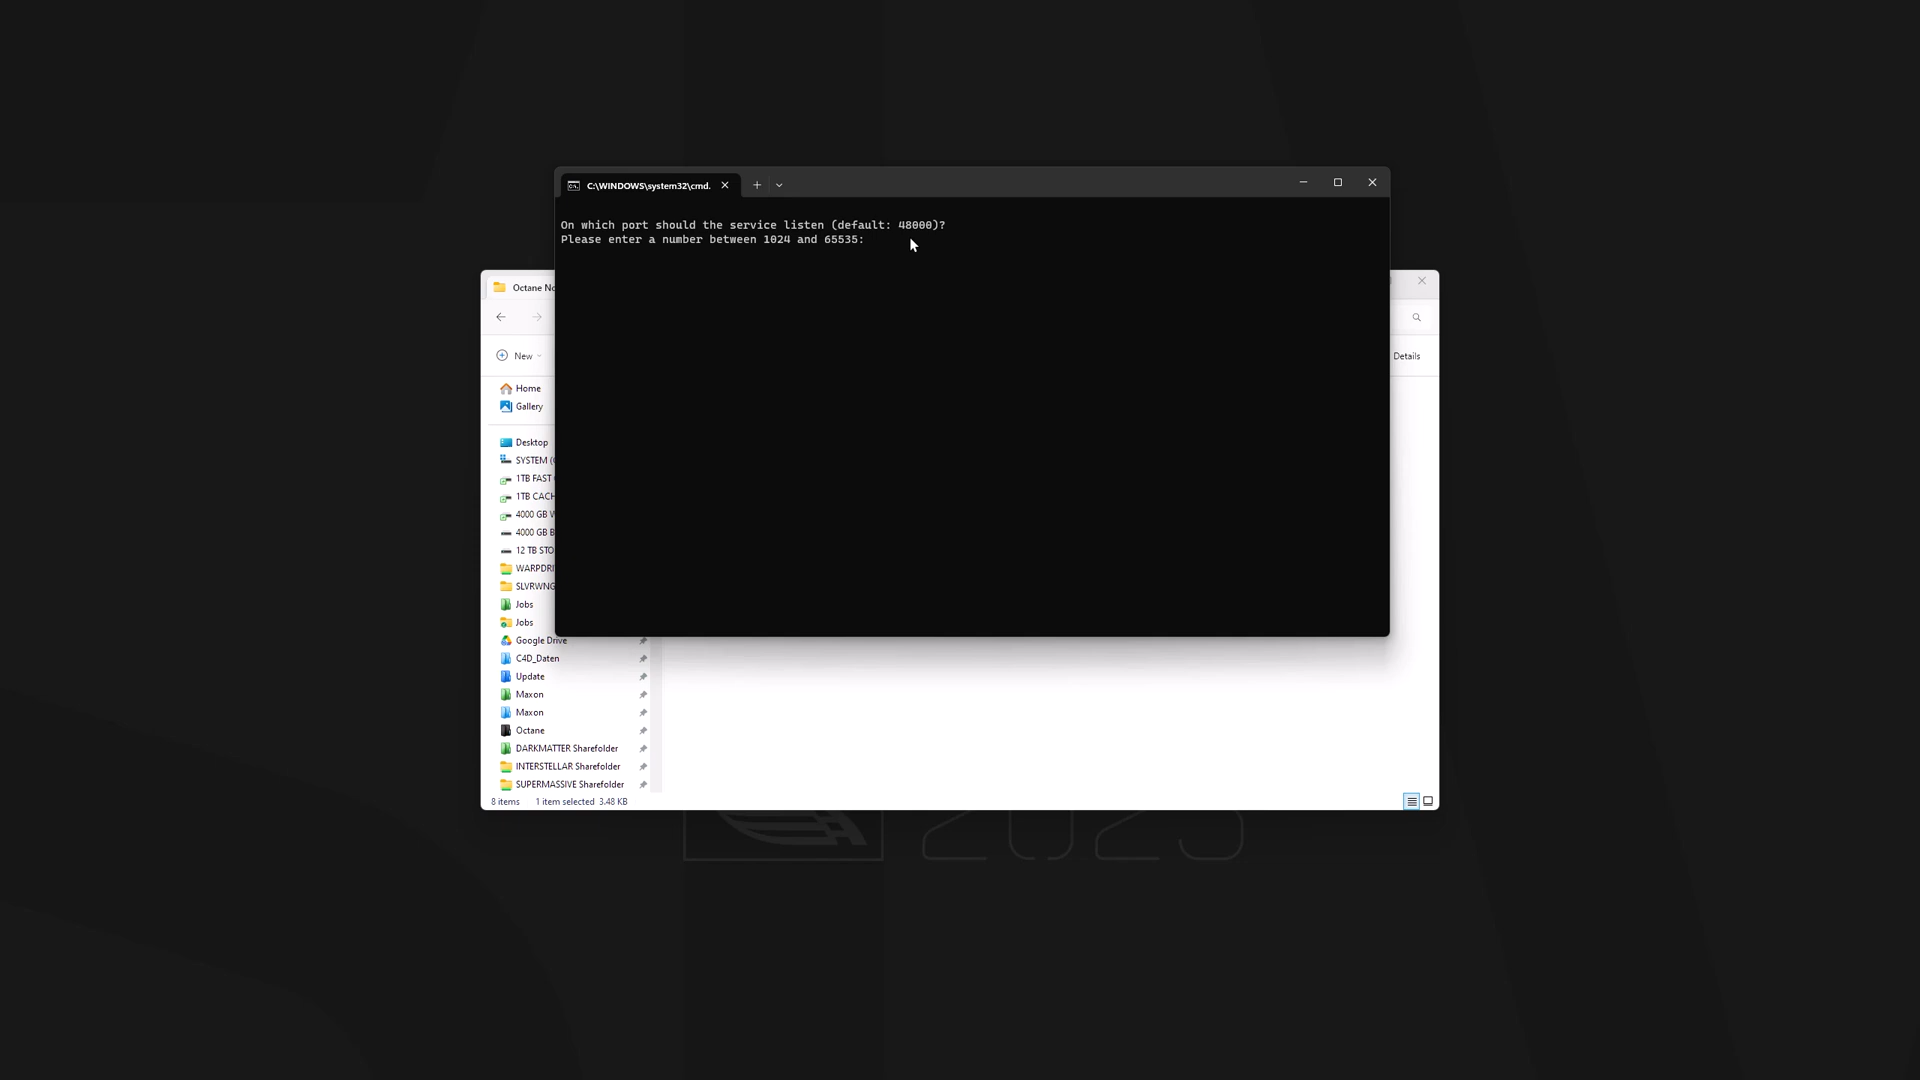 C:\WINDOWS\system32\cmd.
On which port should the service listen (default: 48000)?
Please enter a number between 1024 and 65535:
Octane No
New
Details
Home
Gallery
Desktop
SYSTEM (
1TB FAST
1TB CACH
4000 GB
4000 GB B
12 TB STO
WARPDRI
SLVRWNG
Jobs
Jobs
Google Drive
C4D_Daten
Update
Maxon
Maxon
Octane
DARKMATTER Sharefolder
INTERSTELLAR Sharefolder
SUPERMASSIVE Sharefolder
8 items 1 item selected 3.48 KB